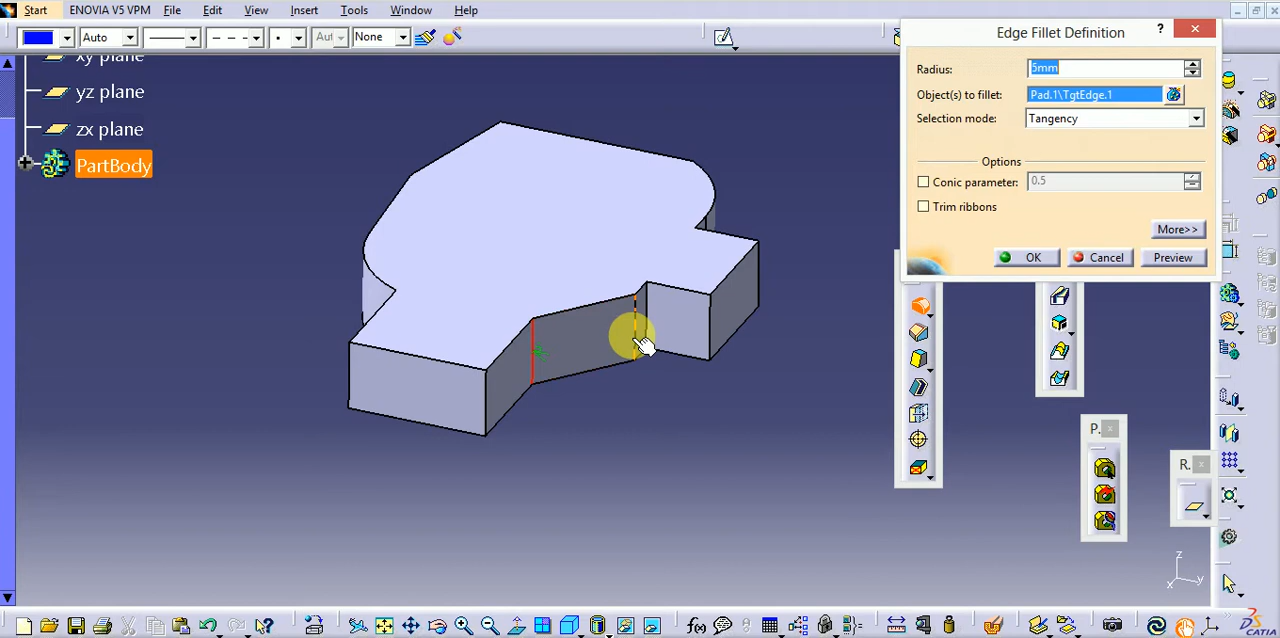 Start ENOVIA V5 VPM File Edit View Insert Tools Window Help
Auto Aut None
xy plane
yz plane
zx plane
PartBody
Edge Fillet Definition ? ×
Radius: 5mm
Object(s) to fillet: Pad.1\TgtEdge.1
Selection mode: Tangency
Options
Conic parameter: 0.5
Trim ribbons
More>>
OK Cancel Preview
P.. x
R.. x
z
x y
f(x)
CATIA